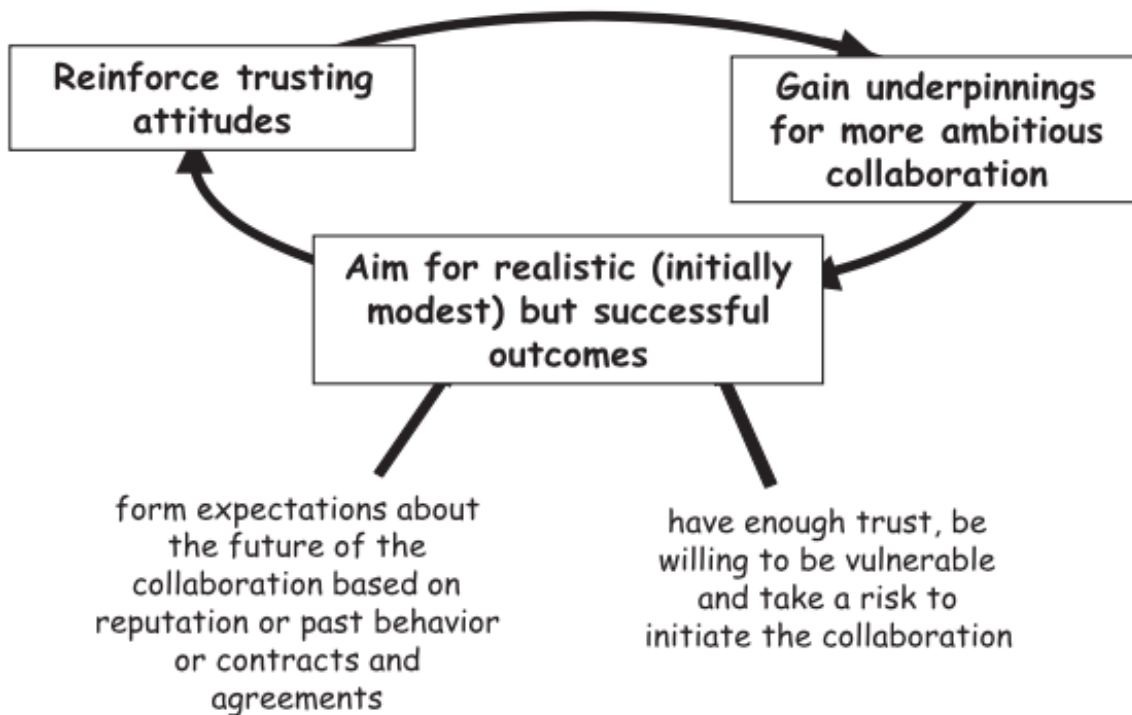 Reinforce trusting
attitudes
Gain underpinnings
for more ambitious
collaboration
Aim for realistic (initially
modest) but successful
outcomes
form expectations about
the future of the
collaboration based on
reputation or past behavior
or contracts and
agreements
have enough trust, be
willing to be vulnerable
and take a risk to
initiate the collaboration